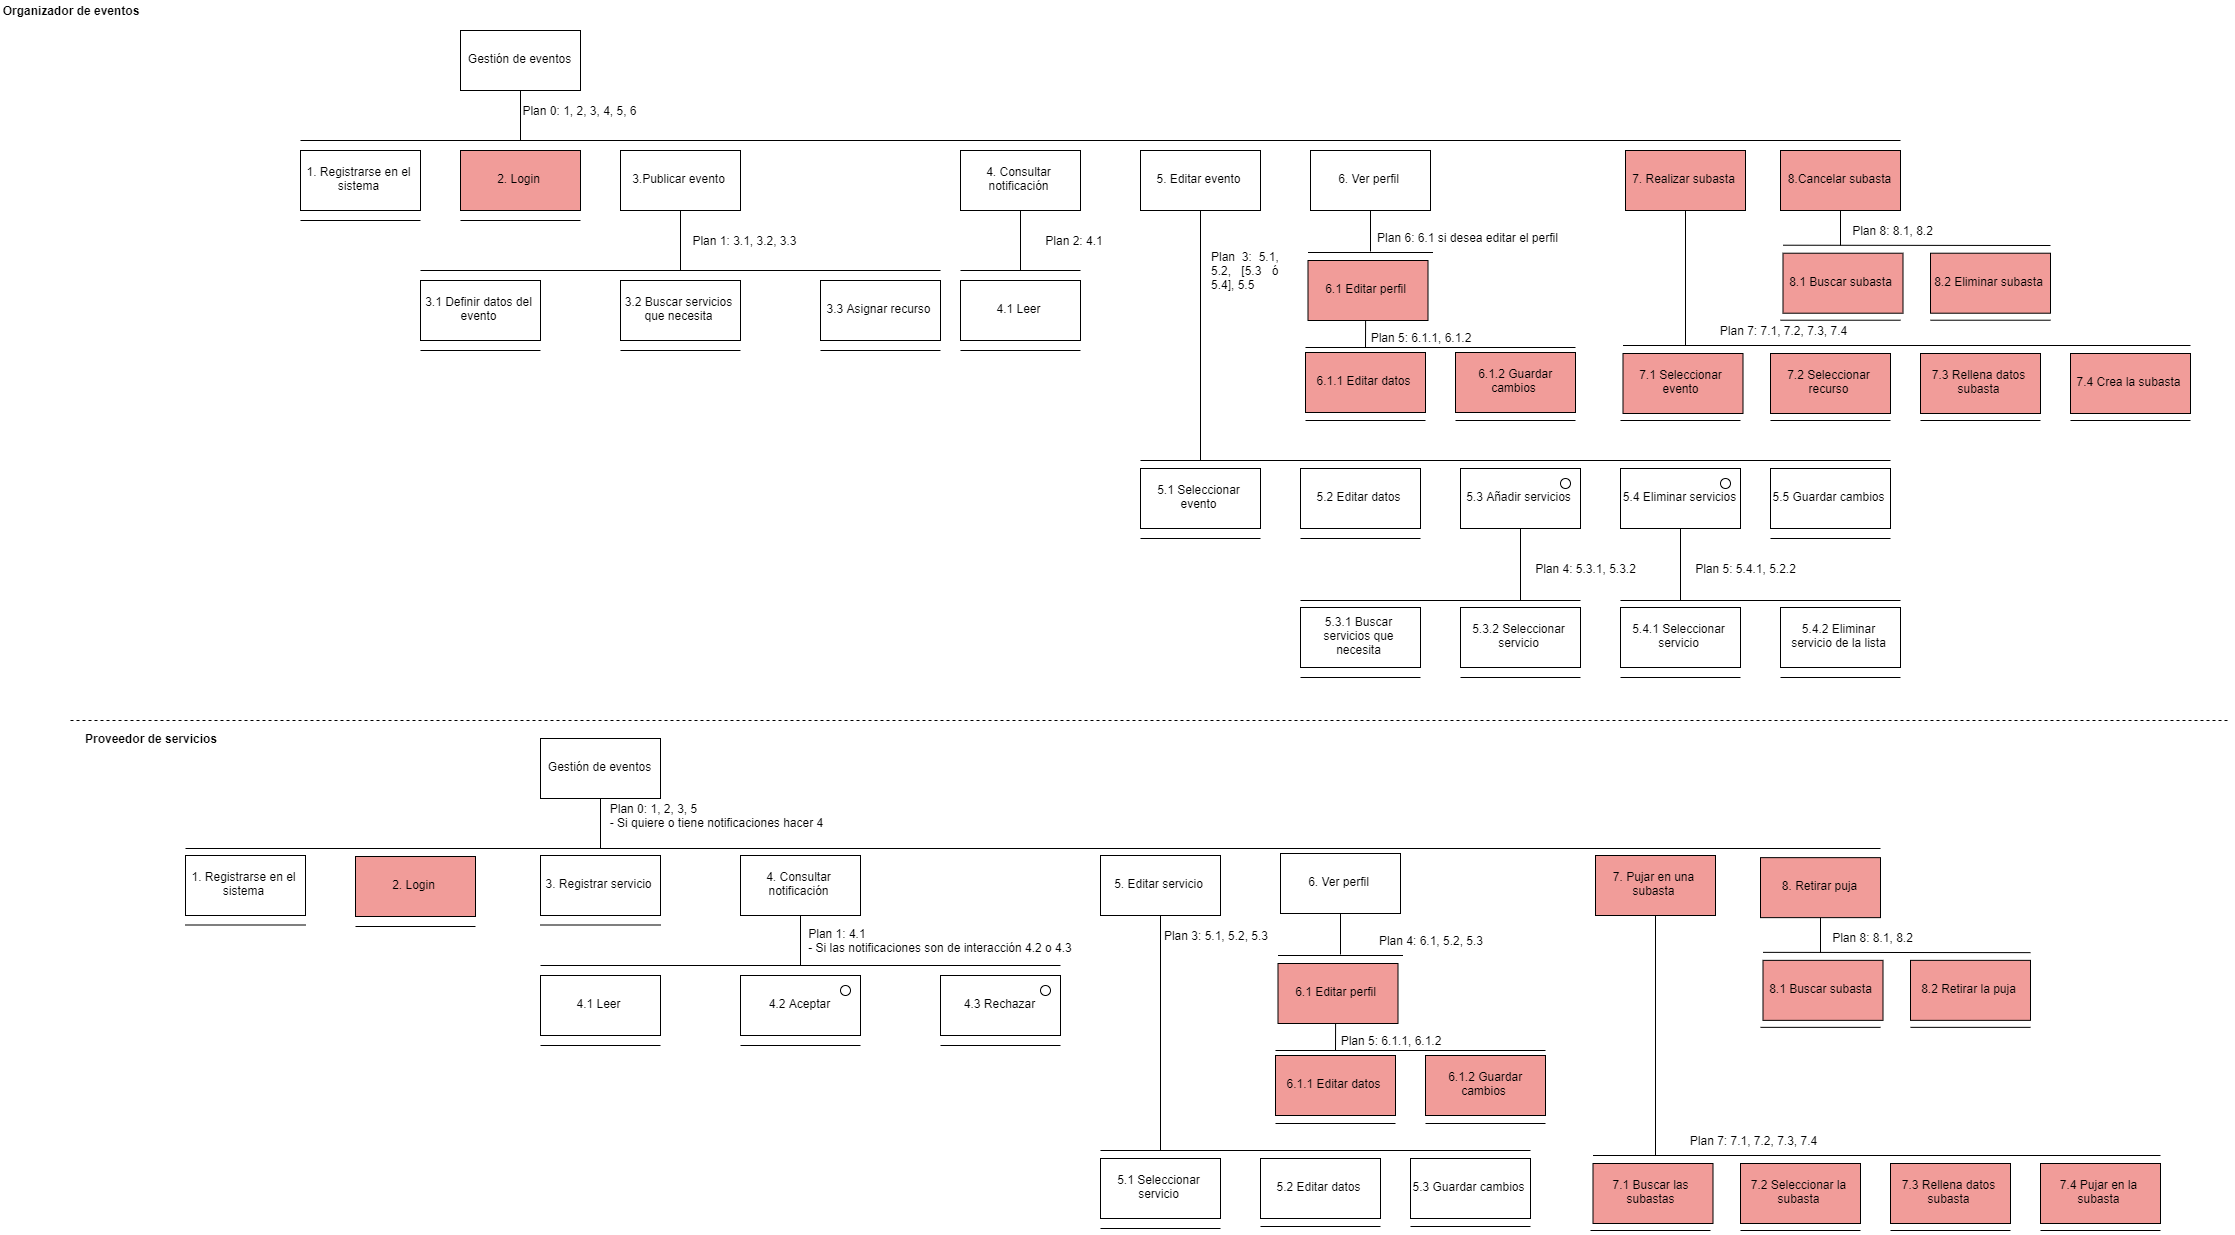 Organizador de eventos
Gestión de eventos
Plan 0: 1, 2, 3, 4, 5, 6
1. Registrarse en el
sistema
2. Login
3.Publicar evento
4. Consultar
notificación
5. Editar evento
6. Ver perfil
7. Realizar subasta
8.Cancelar subasta
Plan 1: 3.1, 3.2, 3.3
Plan 2: 4.1
Plan 3: 5.1,
5.2, [5.3 ó
5.4], 5.5
Plan 6: 6.1 si desea editar el perfil
Plan 8: 8.1, 8.2
3.1 Definir datos del
evento
3.2 Buscar servicios
que necesita
3.3 Asignar recurso
4.1 Leer
6.1 Editar perfil
8.1 Buscar subasta
8.2 Eliminar subasta
Plan 5: 6.1.1, 6.1.2
Plan 7: 7.1, 7.2, 7.3, 7.4
6.1.1 Editar datos
6.1.2 Guardar
cambios
7.1 Seleccionar
evento
7.2 Seleccionar
recurso
7.3 Rellena datos
subasta
7.4 Crea la subasta
5.1 Seleccionar
evento
5.2 Editar datos
5.3 Añadir servicios
5.4 Eliminar servicios
5.5 Guardar cambios
Plan 4: 5.3.1, 5.3.2
Plan 5: 5.4.1, 5.2.2
5.3.1 Buscar
servicios que
necesita
5.3.2 Seleccionar
servicio
5.4.1 Seleccionar
servicio
5.4.2 Eliminar
servicio de la lista
Proveedor de servicios
Gestión de eventos
Plan 0: 1, 2, 3, 5
- Si quiere o tiene notificaciones hacer 4
1. Registrarse en el
sistema
2. Login
3. Registrar servicio
4. Consultar
notificación
5. Editar servicio
6. Ver perfil
7. Pujar en una
subasta
8. Retirar puja
Plan 1: 4.1
- Si las notificaciones son de interacción 4.2 o 4.3
Plan 3: 5.1, 5.2, 5.3
Plan 4: 6.1, 5.2, 5.3
Plan 8: 8.1, 8.2
4.1 Leer
4.2 Aceptar
4.3 Rechazar
6.1 Editar perfil
8.1 Buscar subasta
8.2 Retirar la puja
Plan 5: 6.1.1, 6.1.2
6.1.1 Editar datos
6.1.2 Guardar
cambios
Plan 7: 7.1, 7.2, 7.3, 7.4
5.1 Seleccionar
servicio
5.2 Editar datos
5.3 Guardar cambios
7.1 Buscar las
subastas
7.2 Seleccionar la
subasta
7.3 Rellena datos
subasta
7.4 Pujar en la
subasta